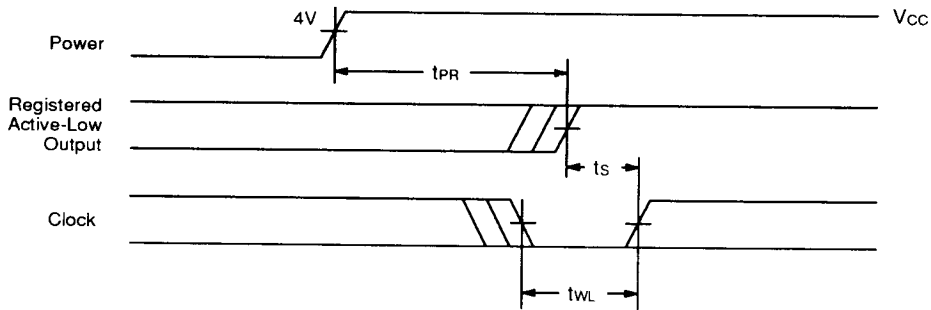 4V
VCC
Power
tPR
Registered
Active-Low
Output
tS
Clock
tWL